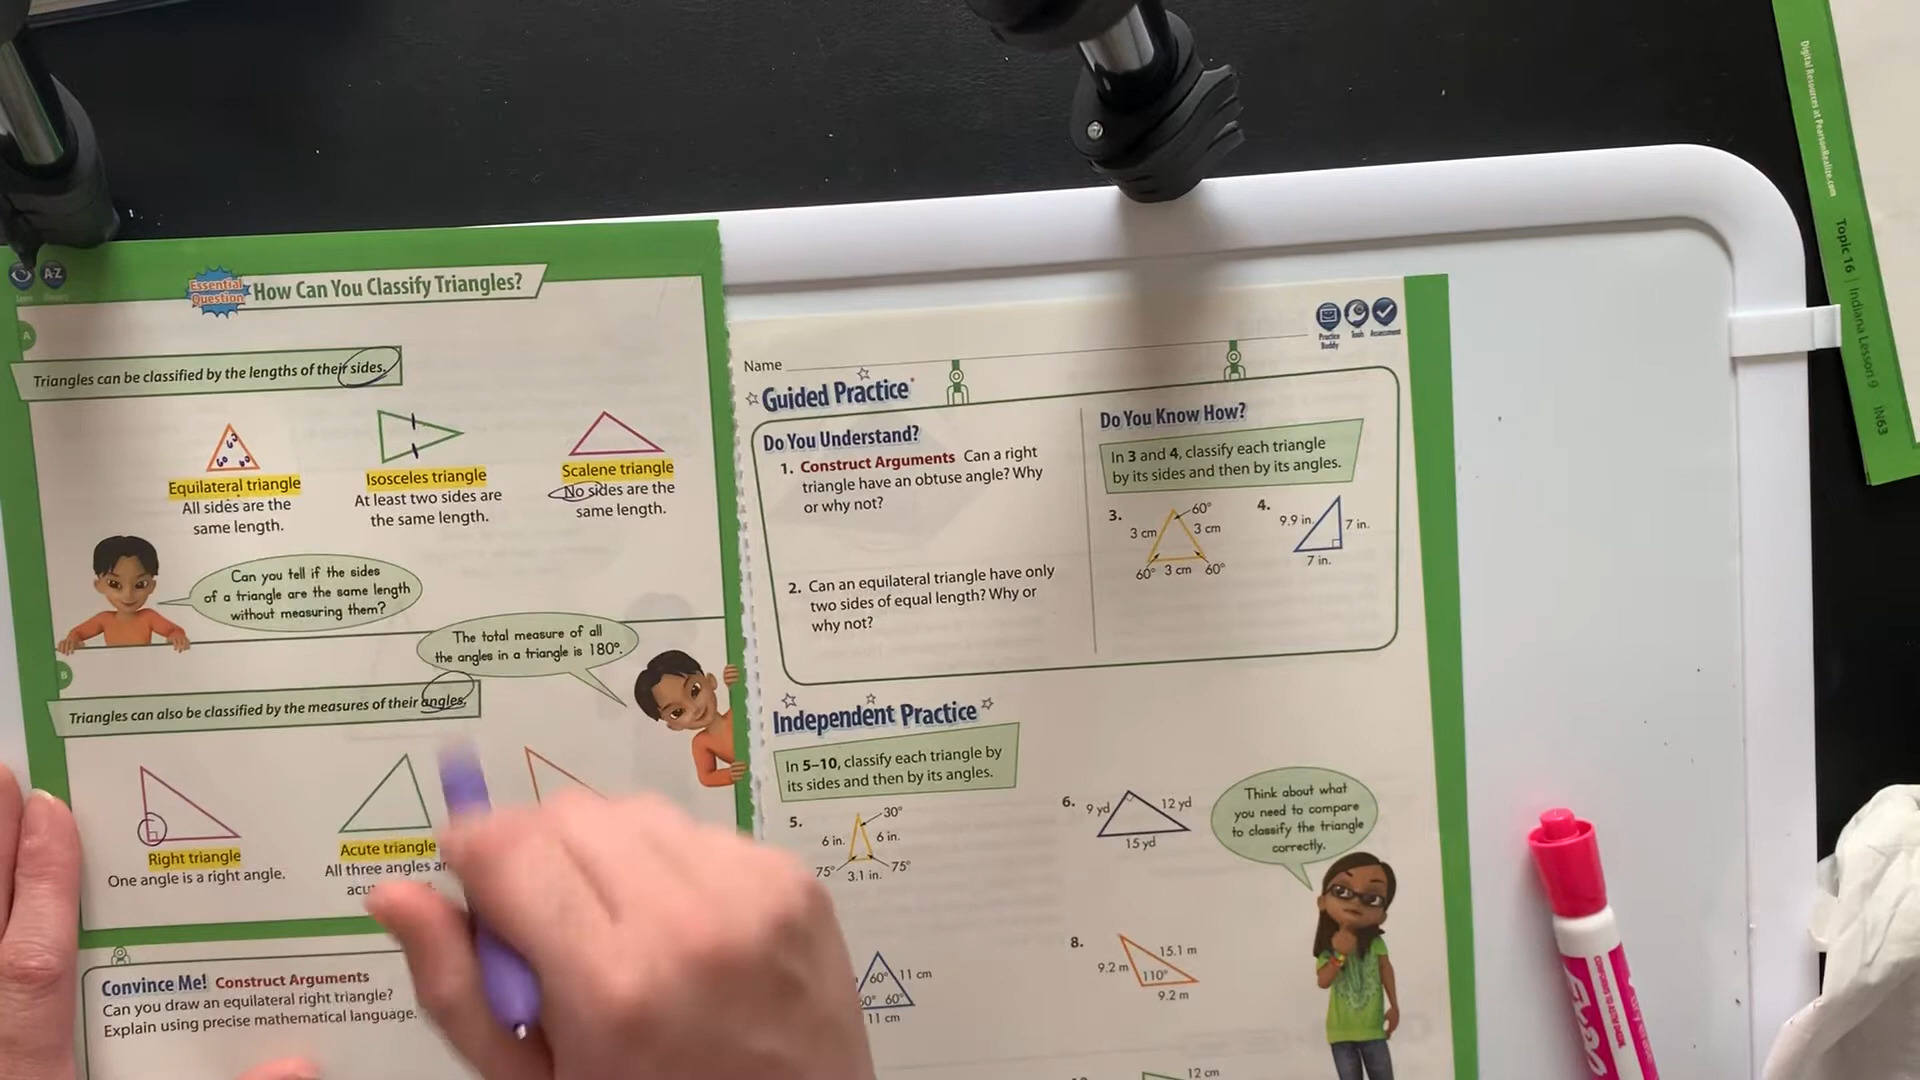 A-Z
Essential
Question
How Can You Classify Triangles?
A
Triangles can be classified by the lengths of their sides.
60
60
60
Equilateral triangle
All sides are the
same length.
Isosceles triangle
At least two sides are
the same length.
Scalene triangle
No sides are the
same length.
Can you tell if the sides
of a triangle are the same length
without measuring them?
The total measure of all
the angles in a triangle is 180°.
B
Triangles can also be classified by the measures of their angles.
Right triangle
One angle is a right angle.
Acute triangle
All three angles
Convince Me! Construct Arguments
Can you draw an equilateral right triangle?
Explain using precise mathematical language.
Practice
Buddy
Tools
Assessment
Name
☆Guided Practice
Do You Understand?
1. Construct Arguments Can a right
triangle have an obtuse angle? Why
or why not?
2. Can an equilateral triangle have only
two sides of equal length? Why or
why not?
Do You Know How?
In 3 and 4, classify each triangle
by its sides and then by its angles.
3.
60°
3 cm
3 cm
60°
3 cm
60°
4.
9.9 in.
7 in.
7 in.
Independent Practice ☆
In 5–10, classify each triangle by
its sides and then by its angles.
5.
30°
6 in.
6 in.
75°
3.1 in.
75°
6.
9 yd
12 yd
15 yd
Think about what
you need to compare
to classify the triangle
correctly.
60°
11 cm
60°
11 cm
8.
15.1 m
9.2 m
110°
9.2 m
12 cm
Digital Resources at PearsonRealize.com
Topic 16 | Indiana Lesson 9
IN63
EXPO